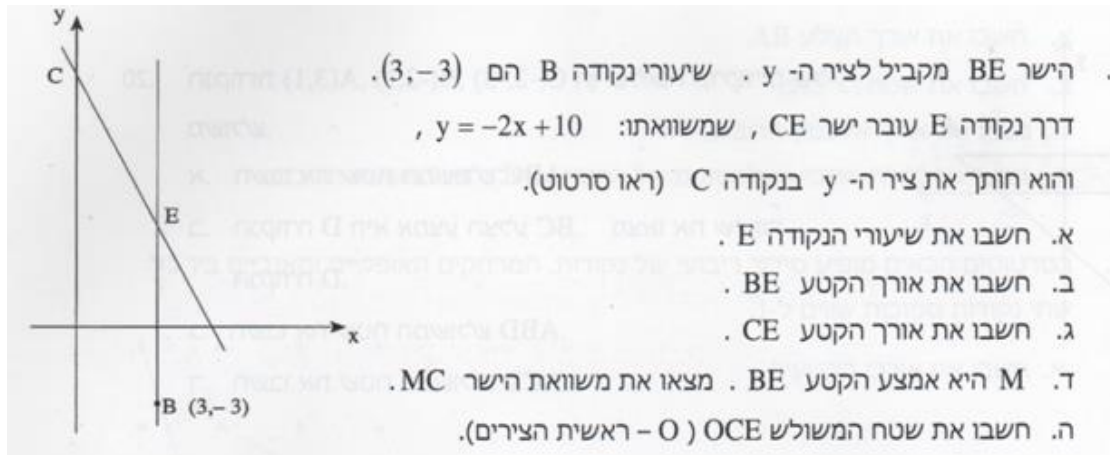 . הישר BE מקביל לציר ה- y . שיעורי נקודה B הם (3,−3).
דרך נקודה E עובר ישר CE , שמשוואתו: y = −2x +10 ,
והוא חותך את ציר ה- y בנקודה C (ראו סרטוט).
א. חשבו את שיעורי הנקודה E .
ב. חשבו את אורך הקטע BE .
ג. חשבו את אורך הקטע CE .
ד. M היא אמצע הקטע BE . מצאו את משוואת הישר MC .
ה. חשבו את שטח המשולש OCE ( O – ראשית הצירים).
y
C
E
x
B (3,−3)